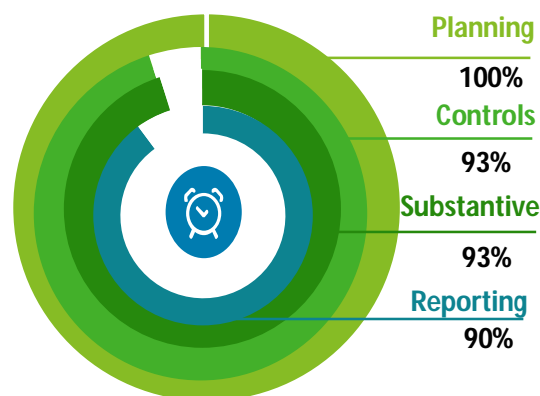 Planning
100%
Controls
93%
Substantive
93%
Reporting
90%